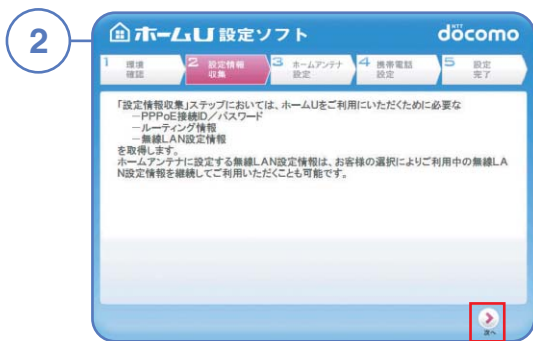 2
ホームU 設定ソフト
NTT
döcomo
1 環境
確認
2 設定情報
収集
3 ホームアンテナ
設定
4 携帯電話
設定
5 設定
完了
「設定情報収集」ステップにおいては、ホームUをご利用にいただくために必要な
－PPPoE接続ID／パスワード
－ルーティング情報
－無線LAN設定情報
を取得します。
ホームアンテナに設定する無線LAN設定情報は、お客様の選択によりご利用中の無線LA
N設定情報を継続してご利用いただくことも可能です。
次へ